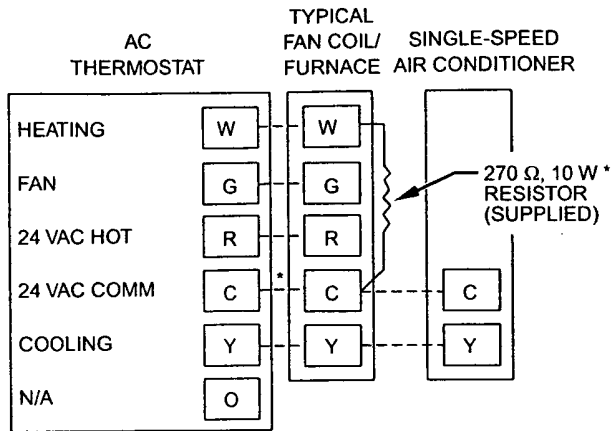 AC
THERMOSTAT
TYPICAL
FAN COIL/
FURNACE
SINGLE-SPEED
AIR CONDITIONER
HEATING W W
FAN G G
24 VAC HOT R R
24 VAC COMM C * C C
COOLING Y Y Y
N/A O
270 Ω, 10 W *
RESISTOR
(SUPPLIED)